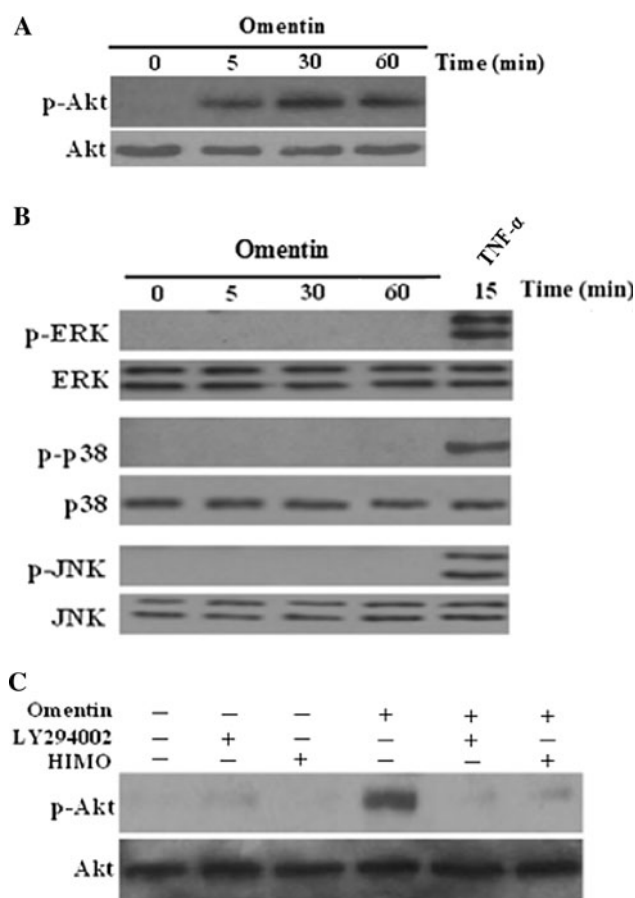 A
Omentin
0 5 30 60 Time (min)
p-Akt
Akt
B
Omentin TNF-α
0 5 30 60 15 Time (min)
p-ERK
ERK
p-p38
p38
p-JNK
JNK
C
Omentin – – – + + +
LY294002 – + – – + –
HIMO – – + – – +
p-Akt
Akt